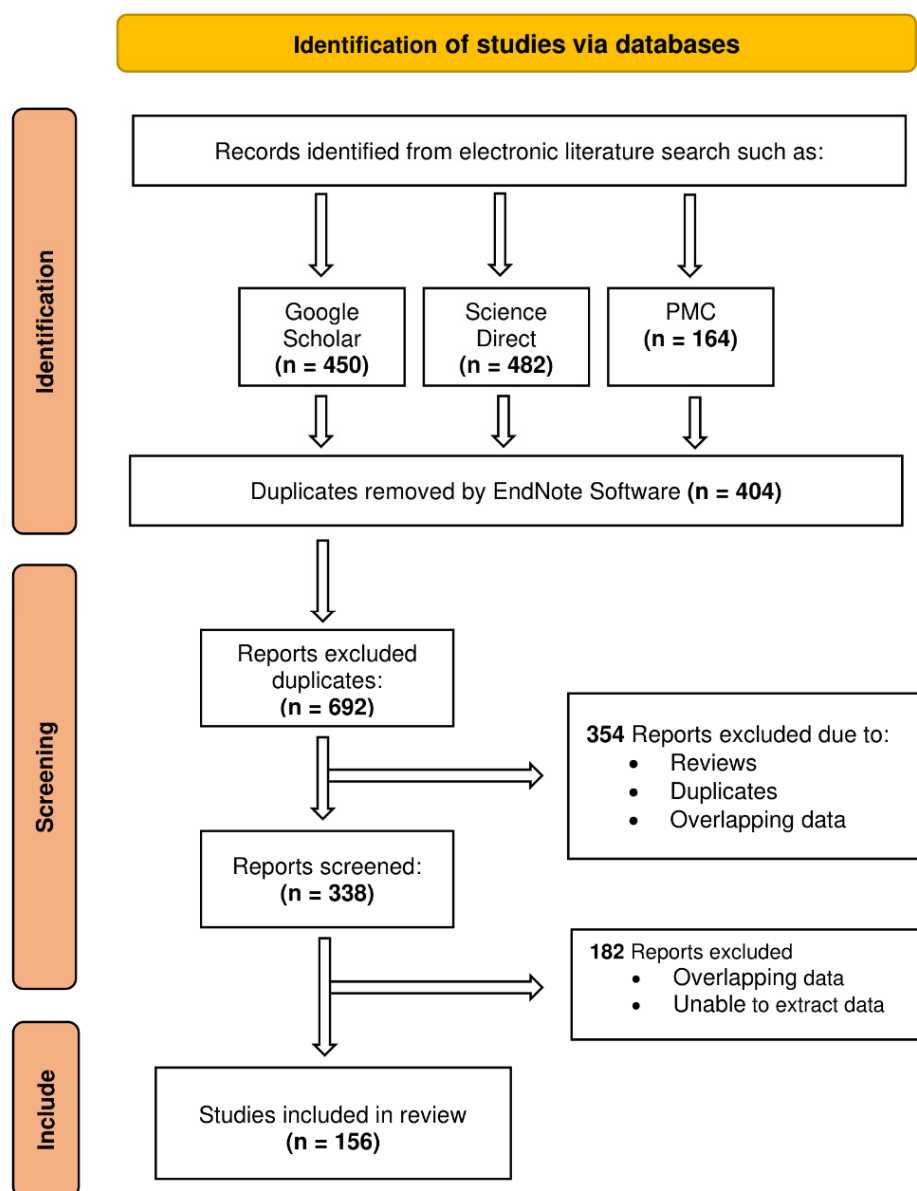 Identification of studies via databases
Identification
Records identified from electronic literature search such as:
Google
Scholar
(n = 450)
Science
Direct
(n = 482)
PMC
(n = 164)
Duplicates removed by EndNote Software (n = 404)
Screening
Reports excluded
duplicates:
(n = 692)
354 Reports excluded due to:
• Reviews
• Duplicates
• Overlapping data
Reports screened:
(n = 338)
182 Reports excluded
• Overlapping data
• Unable to extract data
Include
Studies included in review
(n = 156)